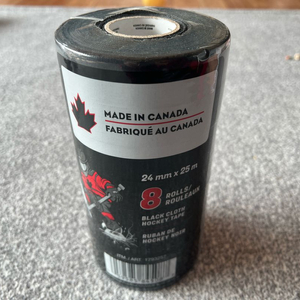 MADE IN CANADA
FABRIQUÉ AU CANADA
24 mm x 25 m
8 ROLLS/
ROULEAUX
BLACK CLOTH
HOCKEY TAPE
RUBAN DE
HOCKEY NOIR